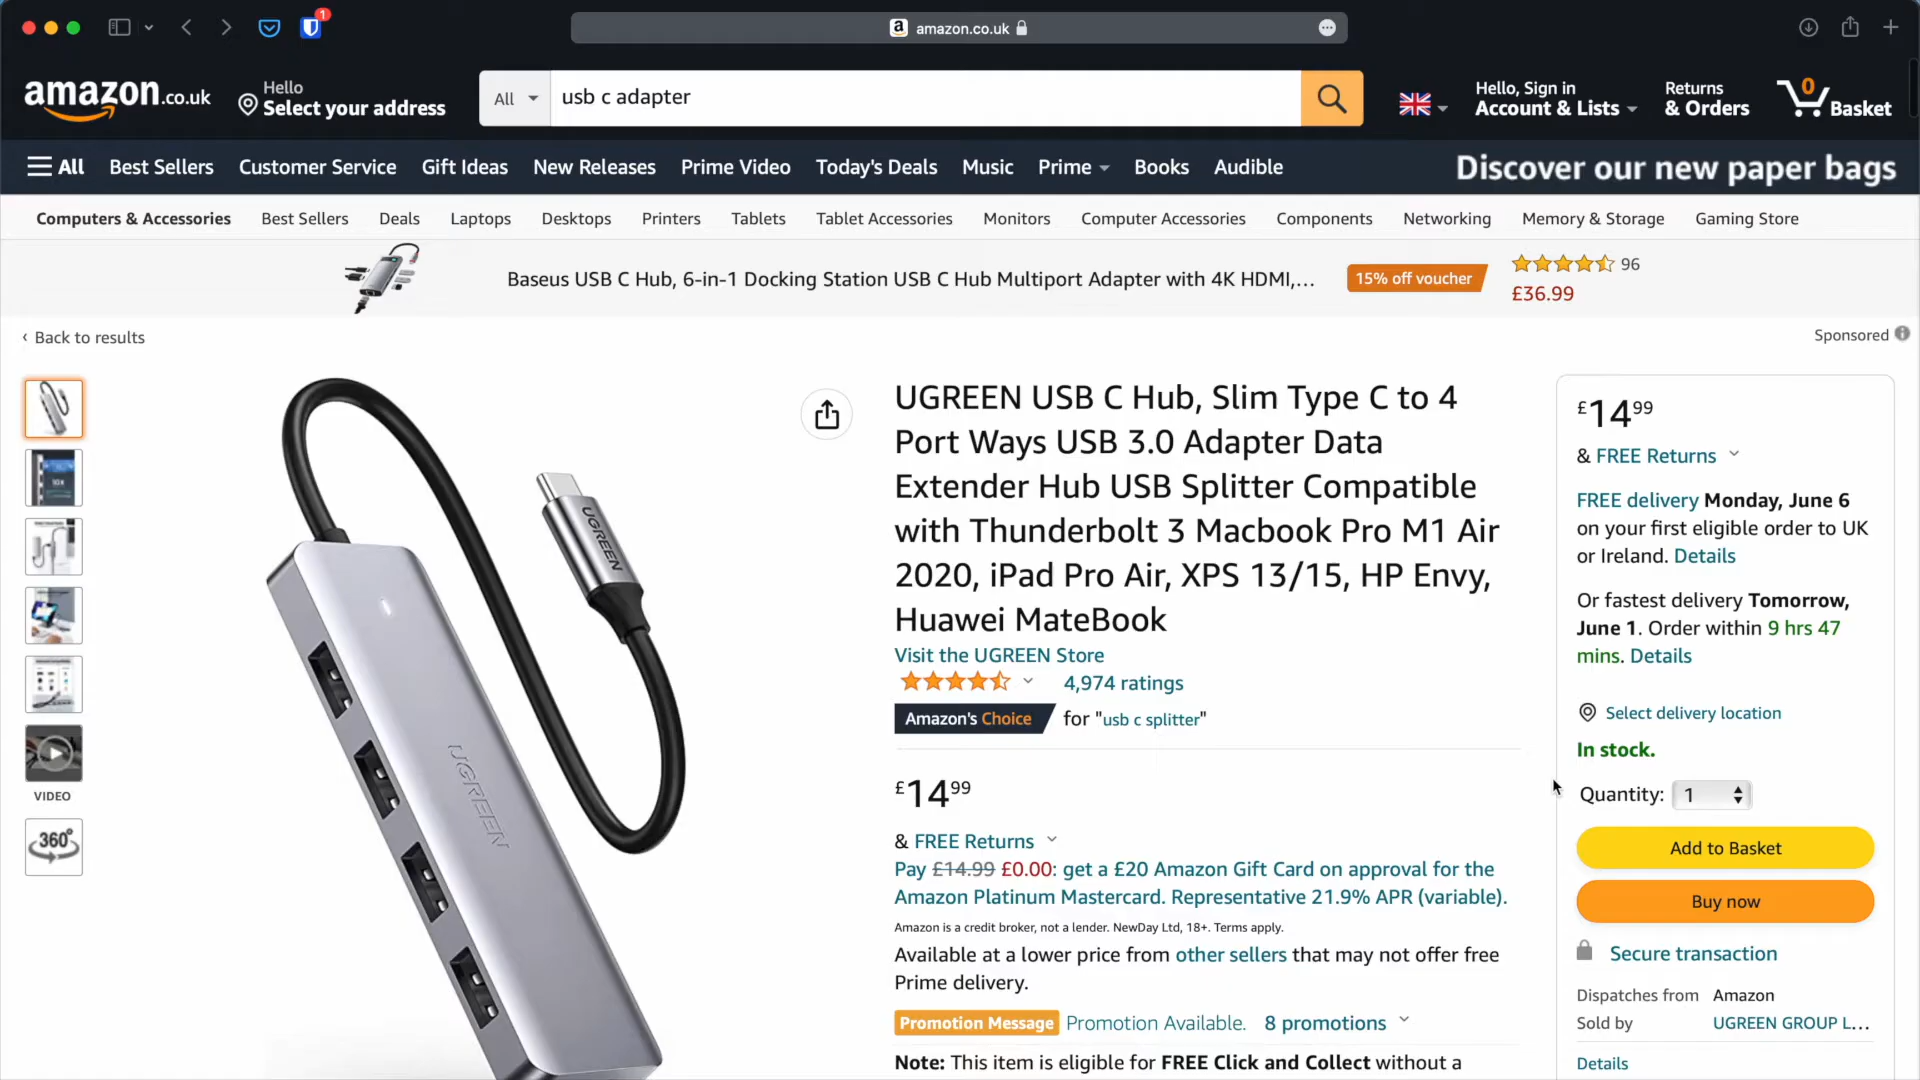 1
amazon.co.uk
amazon.co.uk
Hello
Select your address
All
usb c adapter
Hello, Sign in
Account & Lists
Returns
& Orders
0
Basket
All
Best Sellers
Customer Service
Gift Ideas
New Releases
Prime Video
Today's Deals
Music
Prime
Books
Audible
Discover our new paper bags
Computers & Accessories
Best Sellers
Deals
Laptops
Desktops
Printers
Tablets
Tablet Accessories
Monitors
Computer Accessories
Components
Networking
Memory & Storage
Gaming Store
Baseus USB C Hub, 6-in-1 Docking Station USB C Hub Multiport Adapter with 4K HDMI,...
15% off voucher
96
£36.99
‹ Back to results
Sponsored
VIDEO
360°
UGREEN
UGREEN
UGREEN USB C Hub, Slim Type C to 4
Port Ways USB 3.0 Adapter Data
Extender Hub USB Splitter Compatible
with Thunderbolt 3 Macbook Pro M1 Air
2020, iPad Pro Air, XPS 13/15, HP Envy,
Huawei MateBook
Visit the UGREEN Store
4,974 ratings
Amazon's Choice for "usb c splitter"
£14.99
& FREE Returns
Pay £14.99 £0.00: get a £20 Amazon Gift Card on approval for the
Amazon Platinum Mastercard. Representative 21.9% APR (variable).
Amazon is a credit broker, not a lender. NewDay Ltd, 18+. Terms apply.
Available at a lower price from other sellers that may not offer free
Prime delivery.
Promotion Message Promotion Available. 8 promotions
Note: This item is eligible for FREE Click and Collect without a
£14.99
& FREE Returns
FREE delivery Monday, June 6
on your first eligible order to UK
or Ireland. Details
Or fastest delivery Tomorrow,
June 1. Order within 9 hrs 47
mins. Details
Select delivery location
In stock.
Quantity: 1
Add to Basket
Buy now
Secure transaction
Dispatches from Amazon
Sold by UGREEN GROUP L...
Details